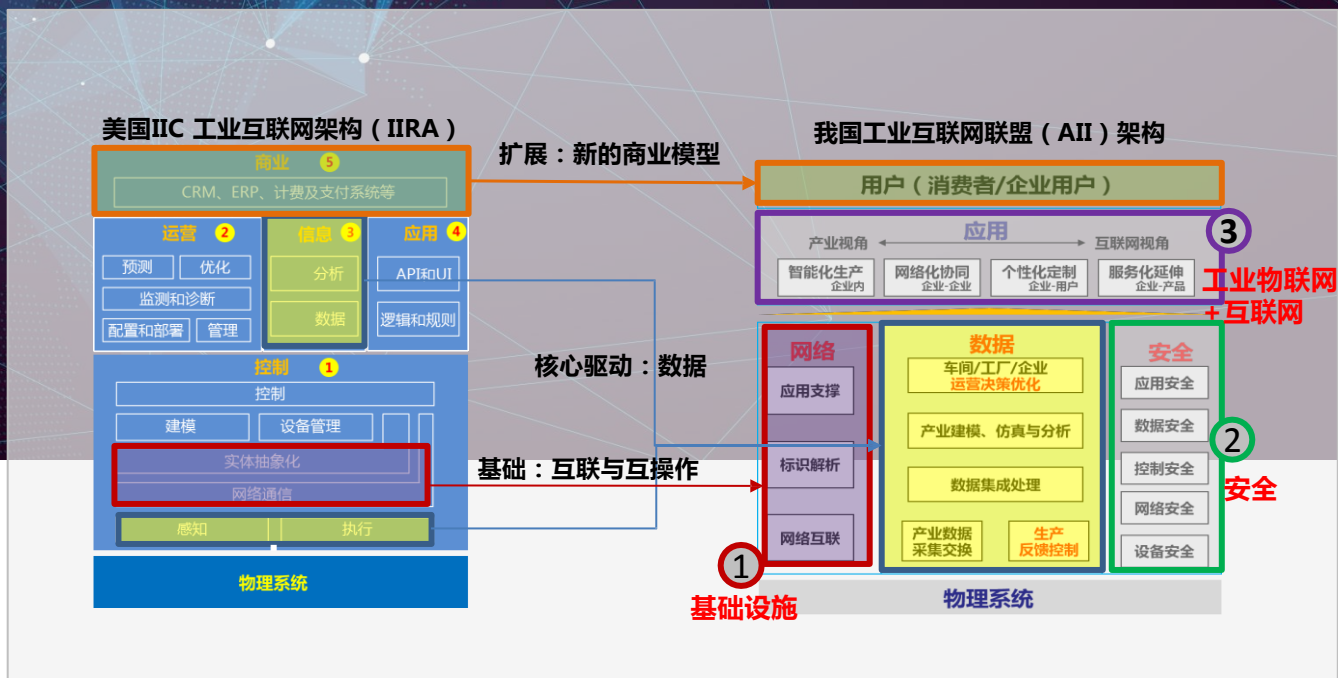 美国IIC 工业互联网架构（IIRA）
商业 5
CRM、ERP、计费及支付系统等
运营 2
预测 优化
监测和诊断
配置和部署 管理
信息 3
分析
数据
应用 4
API和UI
逻辑和规则
控制 1
控制
建模 设备管理
实体抽象化
网络通信
感知 执行
物理系统
扩展：新的商业模型
核心驱动：数据
基础：互联与互操作
我国工业互联网联盟（AII）架构
用户（消费者/企业用户）
应用
产业视角 互联网视角
智能化生产
企业内
网络化协同
企业-企业
个性化定制
企业-用户
服务化延伸
企业-产品
3
工业物联网
+互联网
网络
应用支撑
标识解析
网络互联
1
基础设施
数据
车间/工厂/企业
运营决策优化
产业建模、仿真与分析
数据集成处理
产业数据
采集交换
生产
反馈控制
安全
应用安全
数据安全
控制安全
网络安全
设备安全
2
安全
物理系统